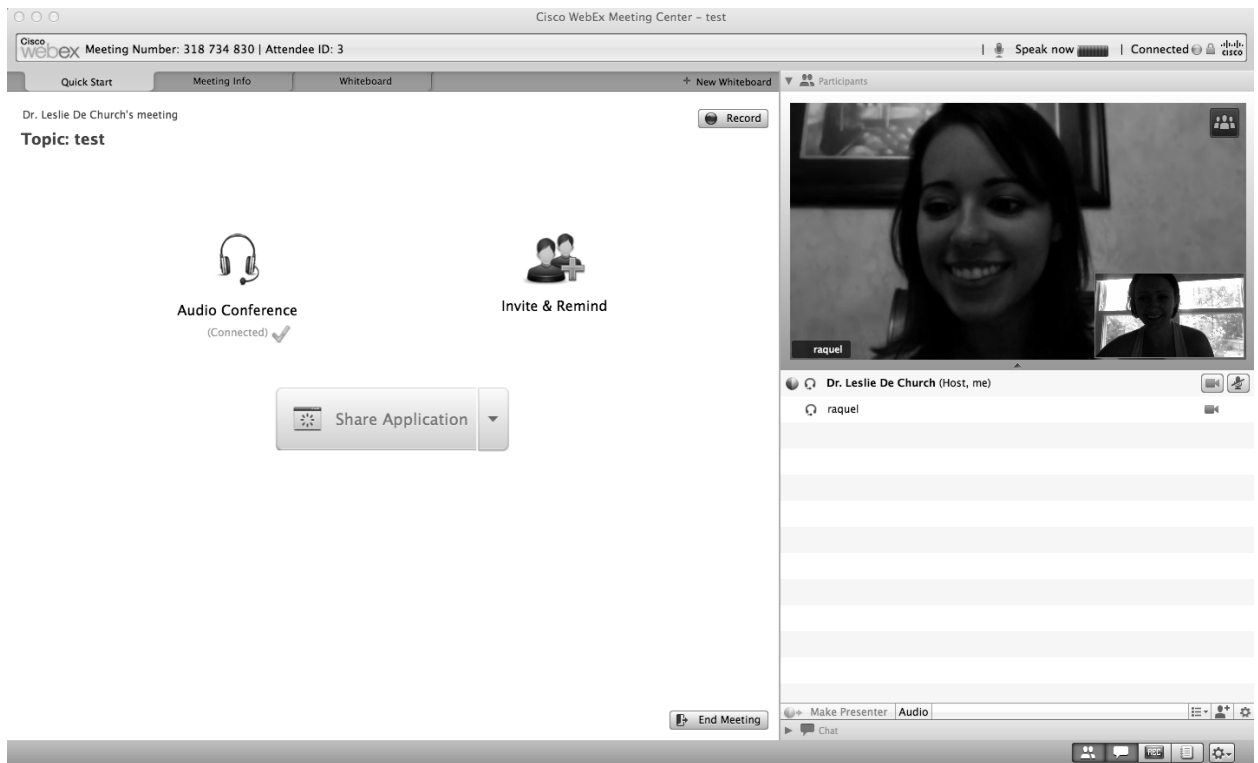 Cisco WebEx Meeting Center – test
Cisco webex Meeting Number: 318 734 830 | Attendee ID: 3
| Speak now | Connected cisco
Quick Start Meeting Info Whiteboard + New Whiteboard
Participants
Dr. Leslie De Church's meeting
Record
Topic: test
Audio Conference
(Connected)
Invite & Remind
Share Application
raquel
Dr. Leslie De Church (Host, me)
raquel
End Meeting
Make Presenter Audio
Chat
REC